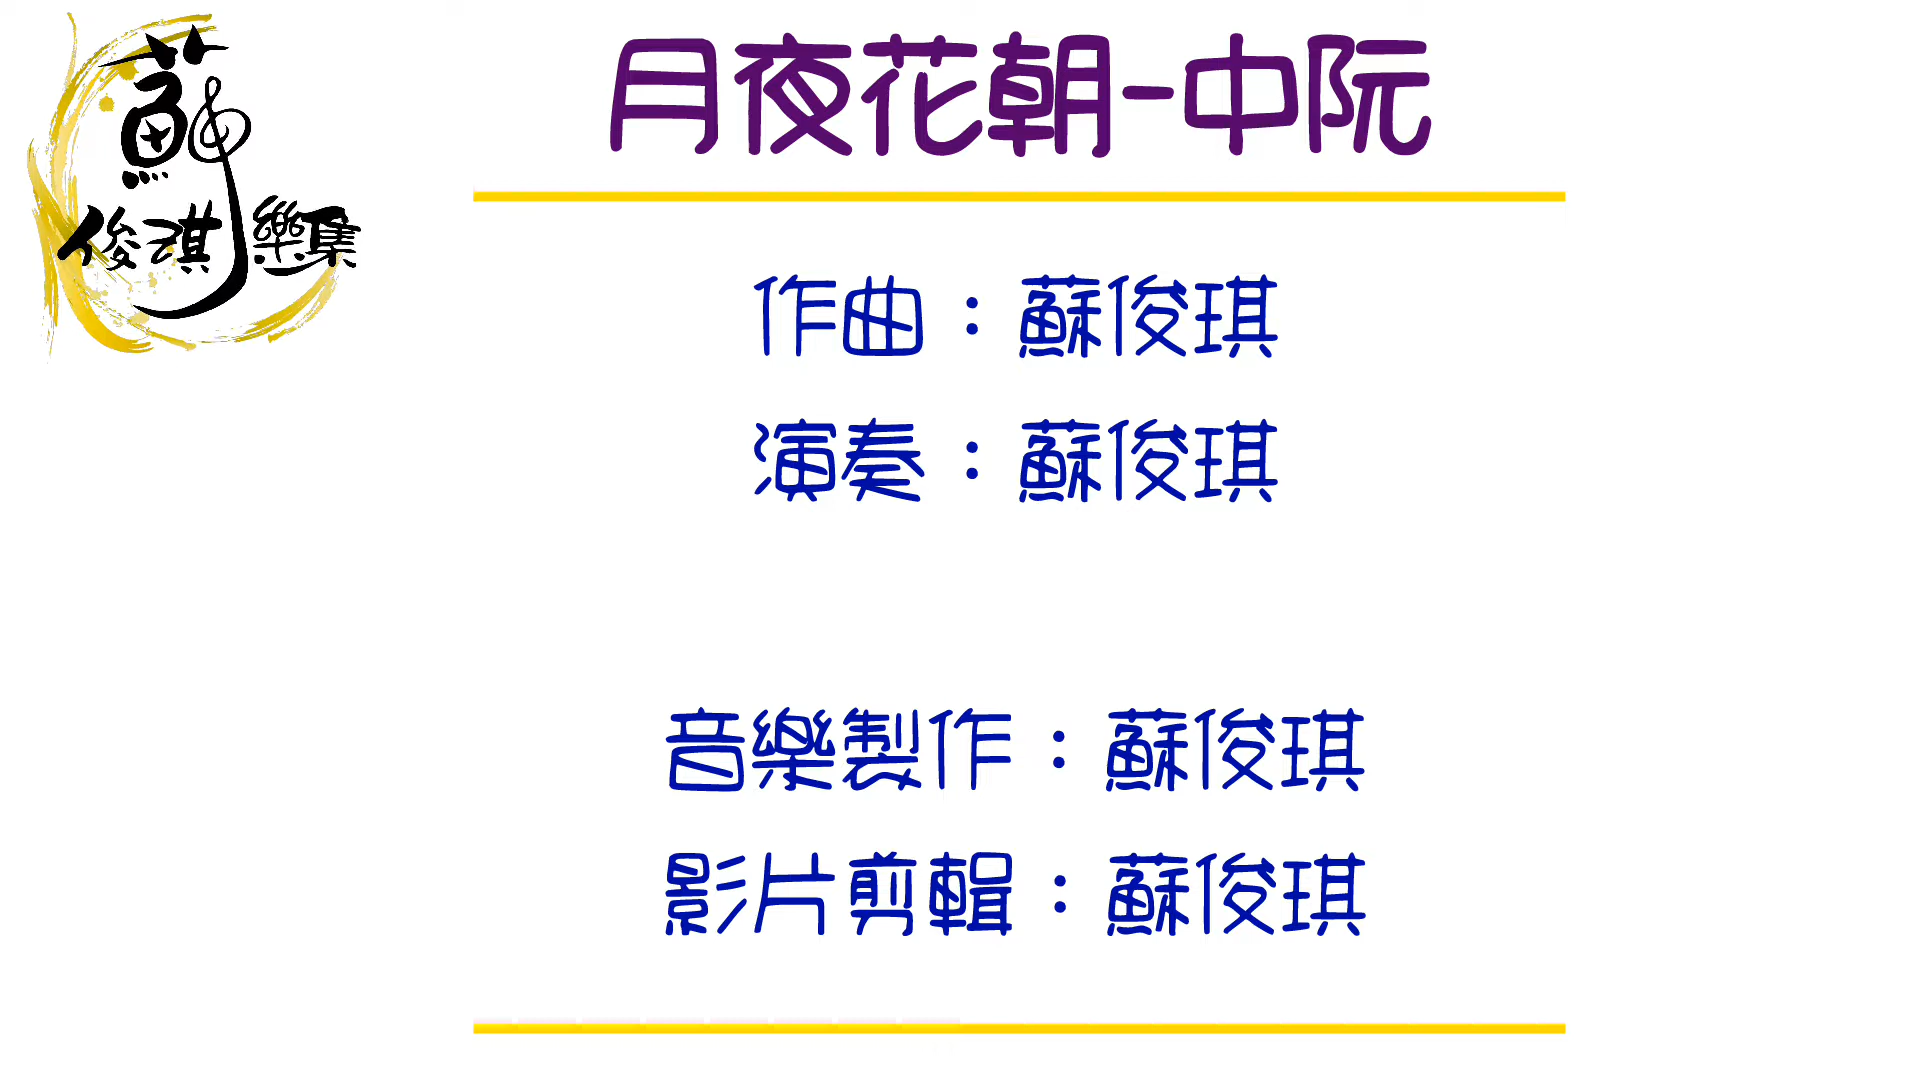 蘇
俊琪樂集
月夜花朝-中阮
作曲：蘇俊琪
演奏：蘇俊琪
音樂製作：蘇俊琪
影片剪輯：蘇俊琪